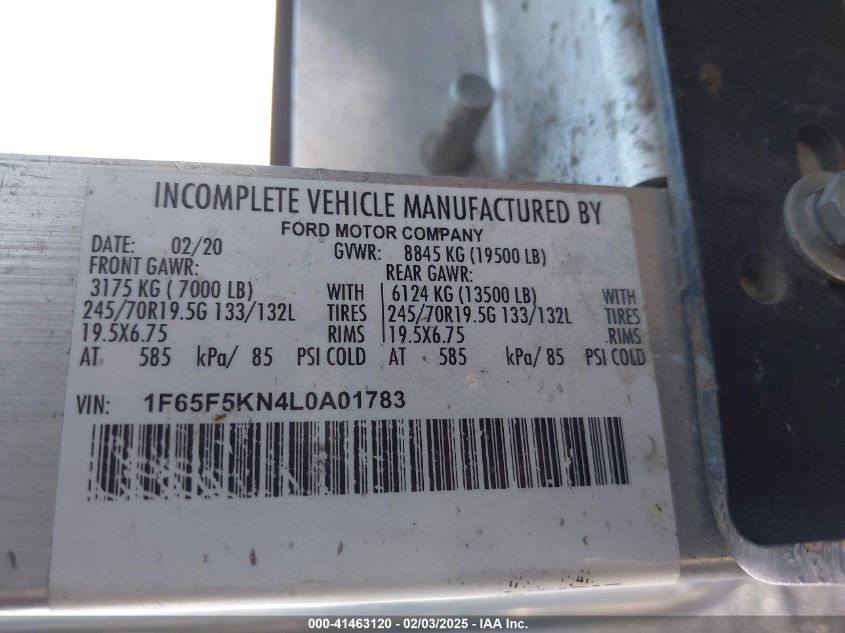 INCOMPLETE VEHICLE MANUFACTURED BY
FORD MOTOR COMPANY
DATE: 02/20 GVWR: 8845 KG (19500 LB)
FRONT GAWR: REAR GAWR:
3175 KG ( 7000 LB) WITH 6124 KG (13500 LB) WITH
245/70R19.5G 133/132L TIRES 245/70R19.5G 133/132L TIRES
19.5X6.75 RIMS 19.5X6.75 RIMS
AT 585 kPa/ 85 PSI COLD AT 585 kPa/ 85 PSI COLD
VIN: 1F65F5KN4L0A01783
000-41463120 - 02/03/2025 - IAA Inc.